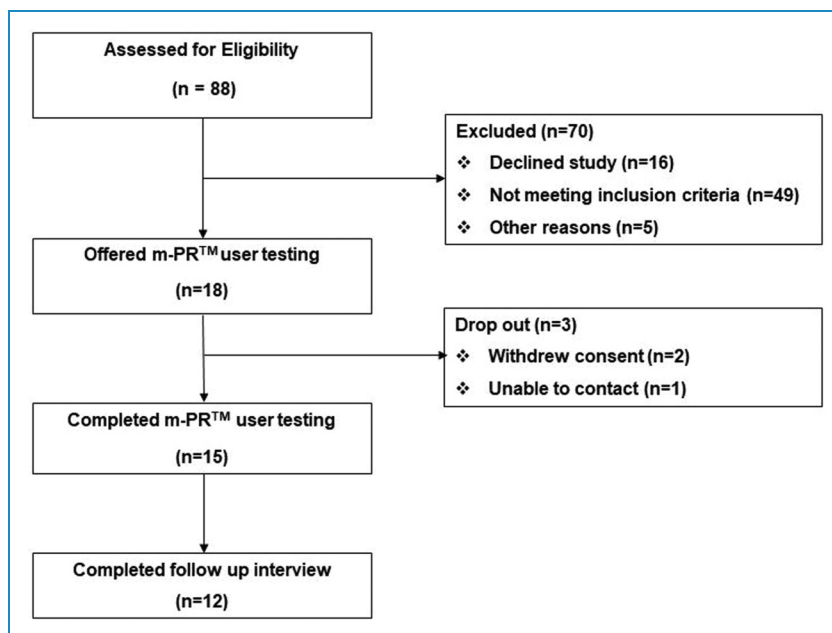 Assessed for Eligibility
(n = 88)
Excluded (n=70)
❖ Declined study (n=16)
❖ Not meeting inclusion criteria (n=49)
❖ Other reasons (n=5)
Offered m-PR™ user testing
(n=18)
Drop out (n=3)
❖ Withdrew consent (n=2)
❖ Unable to contact (n=1)
Completed m-PR™ user testing
(n=15)
Completed follow up interview
(n=12)